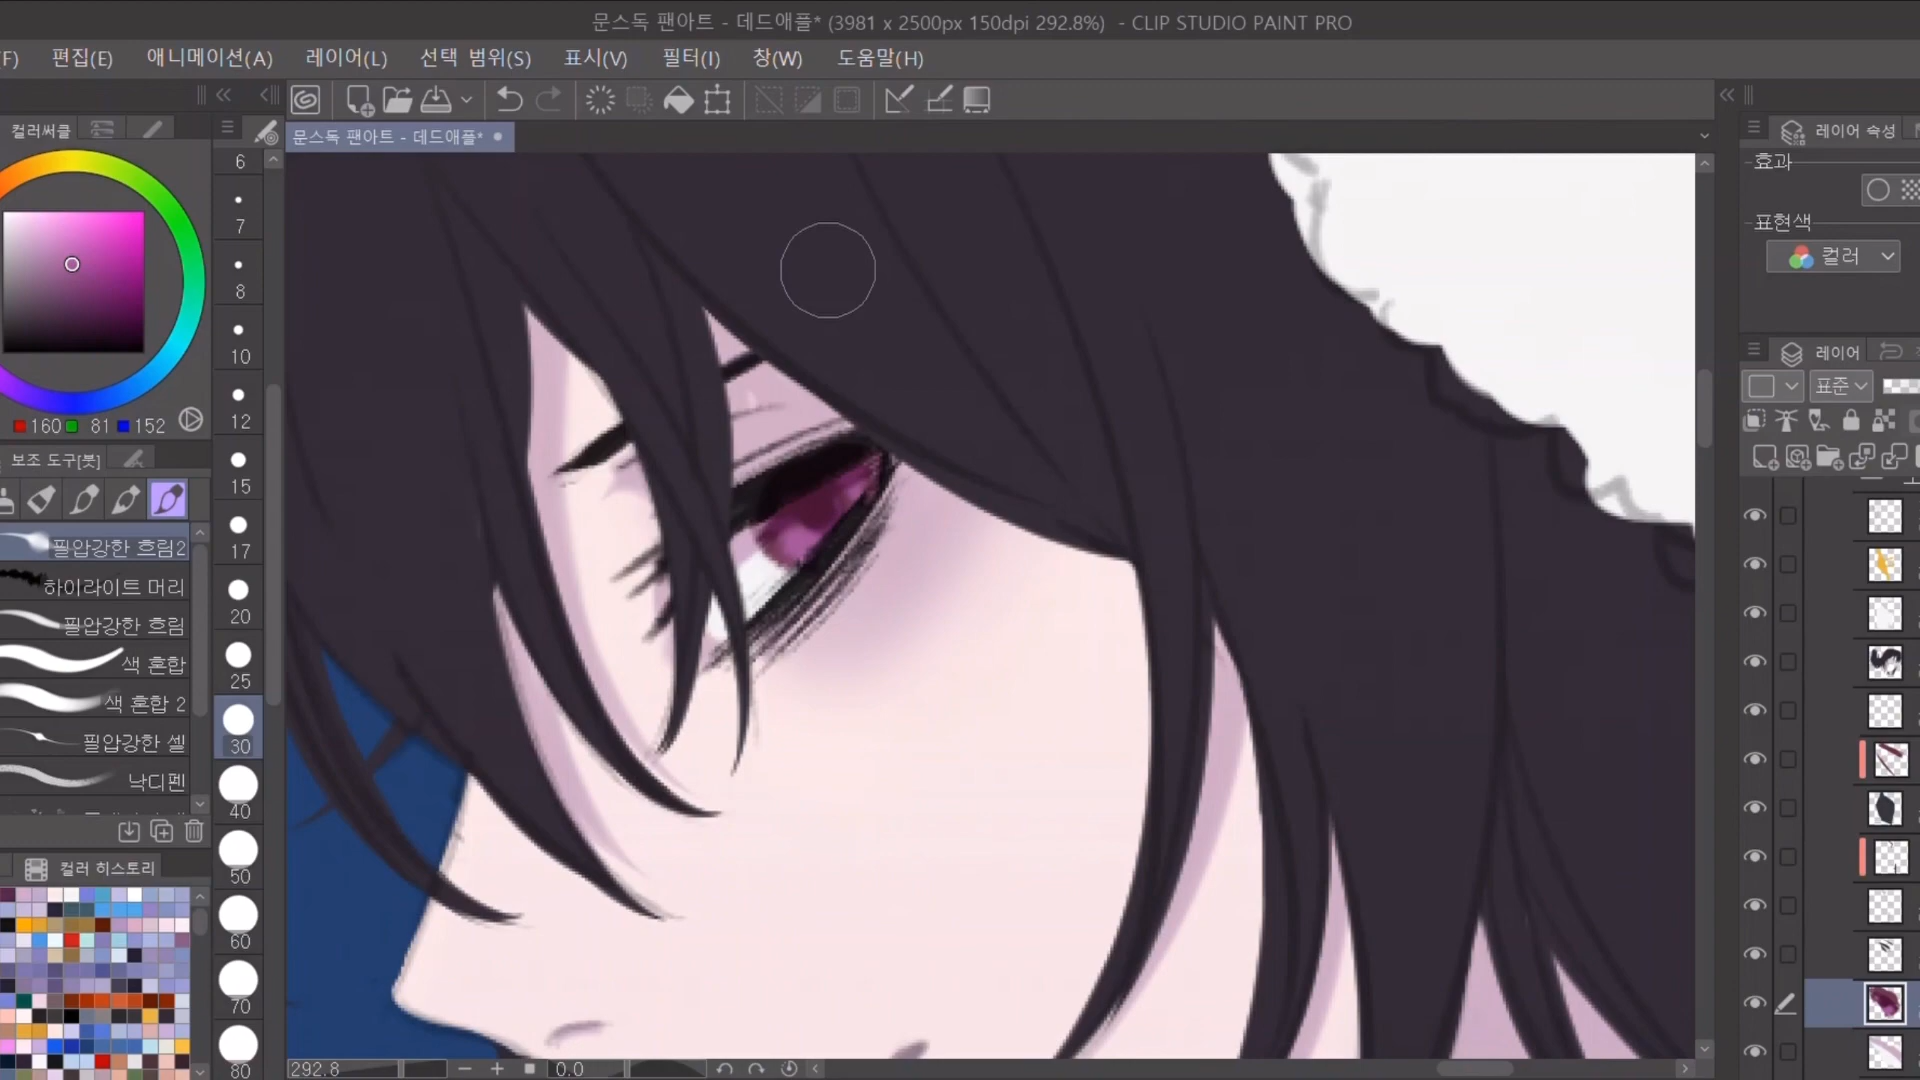 문스독 팬아트 - 데드애플* (3981 x 2500px 150dpi 292.8%) - CLIP STUDIO PAINT PRO
F) 편집(E) 애니메이션(A) 레이어(L) 선택 범위(S) 표시(V) 필터(I) 창(W) 도움말(H)
컬러써클
문스독 팬아트 - 데드애플*
레이어 속성
효과
표현색
컬러
6
7
8
10
12
15
17
20
25
30
40
50
60
70
80
160 81 152
보조 도구[붓]
필압강한 흐림2
하이라이트 머리
필압강한 흐림
색 혼합
색 혼합 2
필압강한 셀
낙디펜
컬러 히스토리
레이어
표준
292.8
0.0